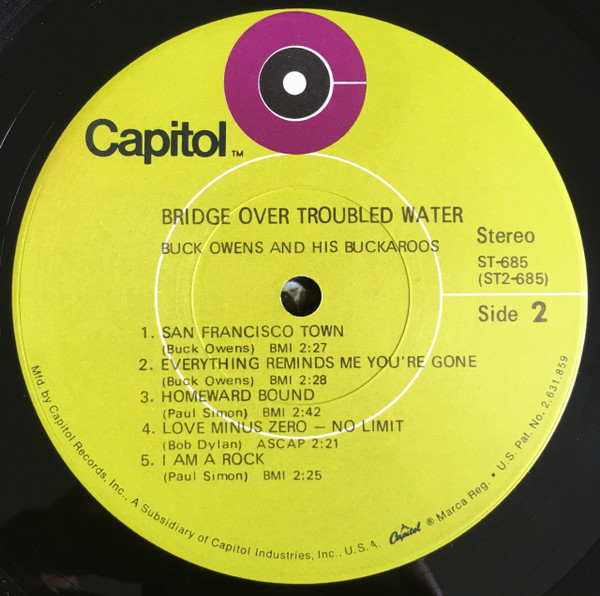 Capitol™
BRIDGE OVER TROUBLED WATER
BUCK OWENS AND HIS BUCKAROOS
Stereo
ST-685
(ST2-685)
Side 2
1. SAN FRANCISCO TOWN
(Buck Owens) BMI 2:27
2. EVERYTHING REMINDS ME YOU'RE GONE
(Buck Owens) BMI 2:28
3. HOMEWARD BOUND
(Paul Simon) BMI 2:42
4. LOVE MINUS ZERO – NO LIMIT
(Bob Dylan) ASCAP 2:21
5. I AM A ROCK
(Paul Simon) BMI 2:25
Mfd. by Capitol Records, Inc., A Subsidiary of Capitol Industries, Inc., U.S.A. Capitol ® Marca Reg. • U.S. Pat. No. 2,631,859